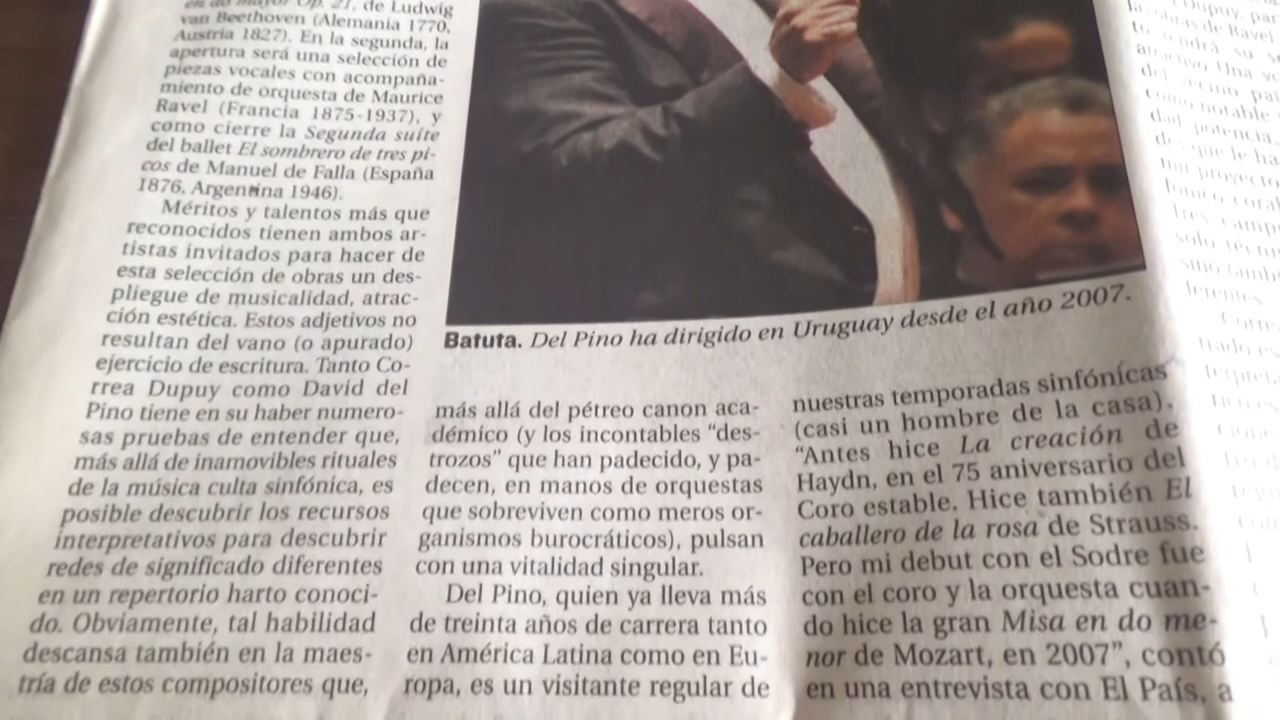 en do mayor Op. 21, de Ludwig
van Beethoven (Alemania 1770,
Austria 1827). En la segunda, la
apertura será una selección de
piezas vocales con acompaña-
miento de orquesta de Maurice
Ravel (Francia 1875-1937), y
como cierre la Segunda suite
del ballet El sombrero de tres pi-
cos de Manuel de Falla (España
1876, Argentina 1946).
Méritos y talentos más que
reconocidos tienen ambos ar-
tistas invitados para hacer de
esta selección de obras un des-
pliegue de musicalidad, atrac-
ción estética. Estos adjetivos no
resultan del vano (o apurado)
ejercicio de escritura. Tanto Co-
rrea Dupuy como David del
Pino tiene en su haber numero-
sas pruebas de entender que,
más allá de inamovibles rituales
de la música culta sinfónica, es
posible descubrir los recursos
interpretativos para descubrir
redes de significado diferentes
en un repertorio harto conoci-
do. Obviamente, tal habilidad
descansa también en la maes-
tría de estos compositores que,
Batuta. Del Pino ha dirigido en Uruguay desde el año 2007.
más allá del pétreo canon aca-
démico (y los incontables "des-
trozos" que han padecido, y pa-
decen, en manos de orquestas
que sobreviven como meros or-
ganismos burocráticos), pulsan
con una vitalidad singular.
Del Pino, quien ya lleva más
de treinta años de carrera tanto
en América Latina como en Eu-
ropa, es un visitante regular de
nuestras temporadas sinfónicas
(casi un hombre de la casa).
"Antes hice La creación de
Haydn, en el 75 aniversario del
Coro estable. Hice también El
caballero de la rosa de Strauss.
Pero mi debut con el Sodre fue
con el coro y la orquesta cuan-
do hice la gran Misa en do me-
nor de Mozart, en 2007", contó
en una entrevista con El País, a
Dupuy, par
obras de Ravel